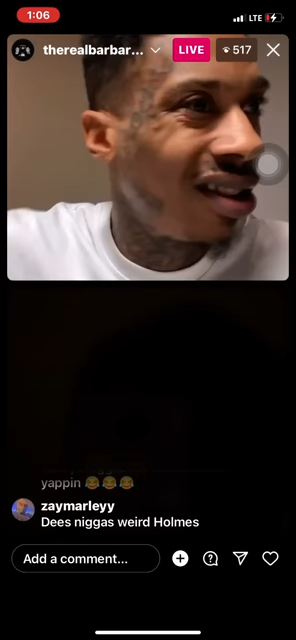 1:06
LTE
therealbarbar...
LIVE
517
yappin 😂😂😂
zaymarleyy
Dees niggas weird Holmes
Add a comment...